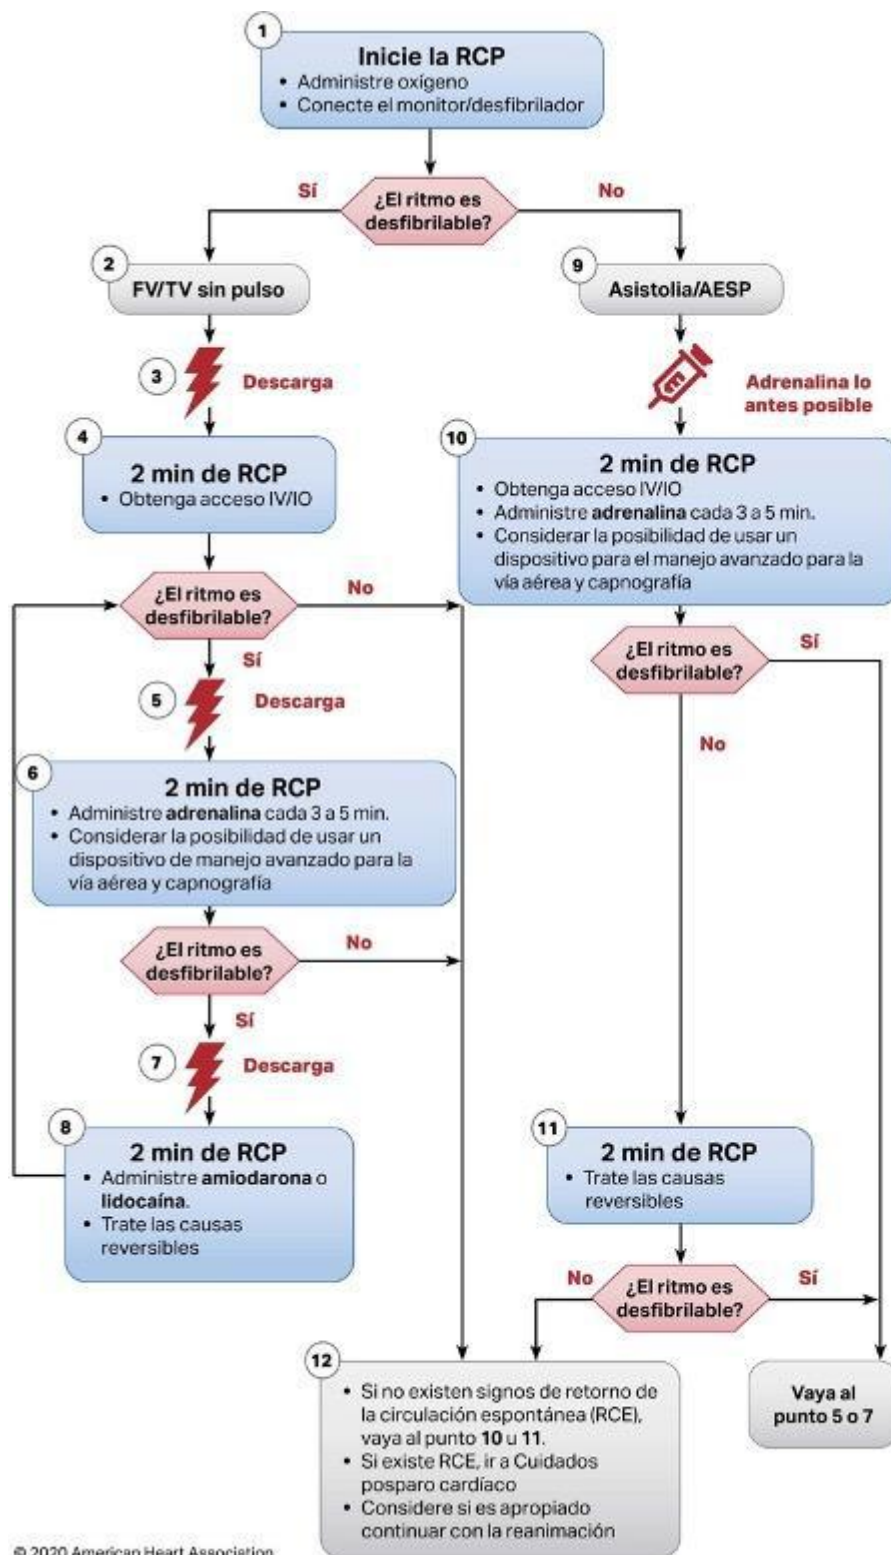 1
Inicie la RCP
• Administre oxígeno
• Conecte el monitor/desfibrilador
¿El ritmo es
desfibrilable?
Sí
No
2
FV/TV sin pulso
3
Descarga
4
2 min de RCP
• Obtenga acceso IV/IO
¿El ritmo es
desfibrilable?
No
Sí
5
Descarga
6
2 min de RCP
• Administre adrenalina cada 3 a 5 min.
• Considerar la posibilidad de usar un
dispositivo de manejo avanzado para la
vía aérea y capnografía
¿El ritmo es
desfibrilable?
No
Sí
7
Descarga
8
2 min de RCP
• Administre amiodarona o
lidocaína.
• Trate las causas
reversibles
9
Asistolia/AESP
Adrenalina lo
antes posible
10
2 min de RCP
• Obtenga acceso IV/IO
• Administre adrenalina cada 3 a 5 min.
• Considerar la posibilidad de usar un
dispositivo para el manejo avanzado para la
vía aérea y capnografía
¿El ritmo es
desfibrilable?
Sí
No
11
2 min de RCP
• Trate las causas
reversibles
¿El ritmo es
desfibrilable?
No
Sí
12
• Si no existen signos de retorno de
la circulación espontánea (RCE),
vaya al punto 10 u 11.
• Si existe RCE, ir a Cuidados
posparo cardíaco
• Considere si es apropiado
continuar con la reanimación
Vaya al
punto 5 o 7
© 2020 American Heart Association